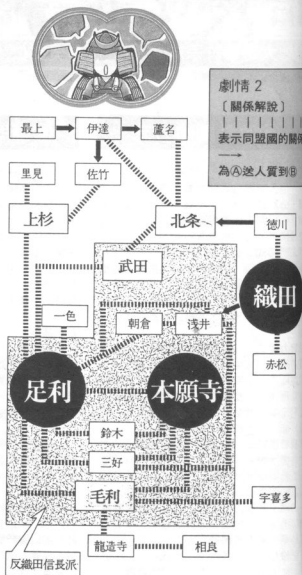 劇情 2
〔 關係解說 〕
表示同盟國的關係
為Ⓐ送人質到Ⓑ
最上
伊達
蘆名
里見
佐竹
上杉
北条
德川
武田
織田
一色
朝倉
浅井
赤松
足利
本願寺
鈴木
三好
毛利
宇喜多
龍造寺
相良
反織田信長派